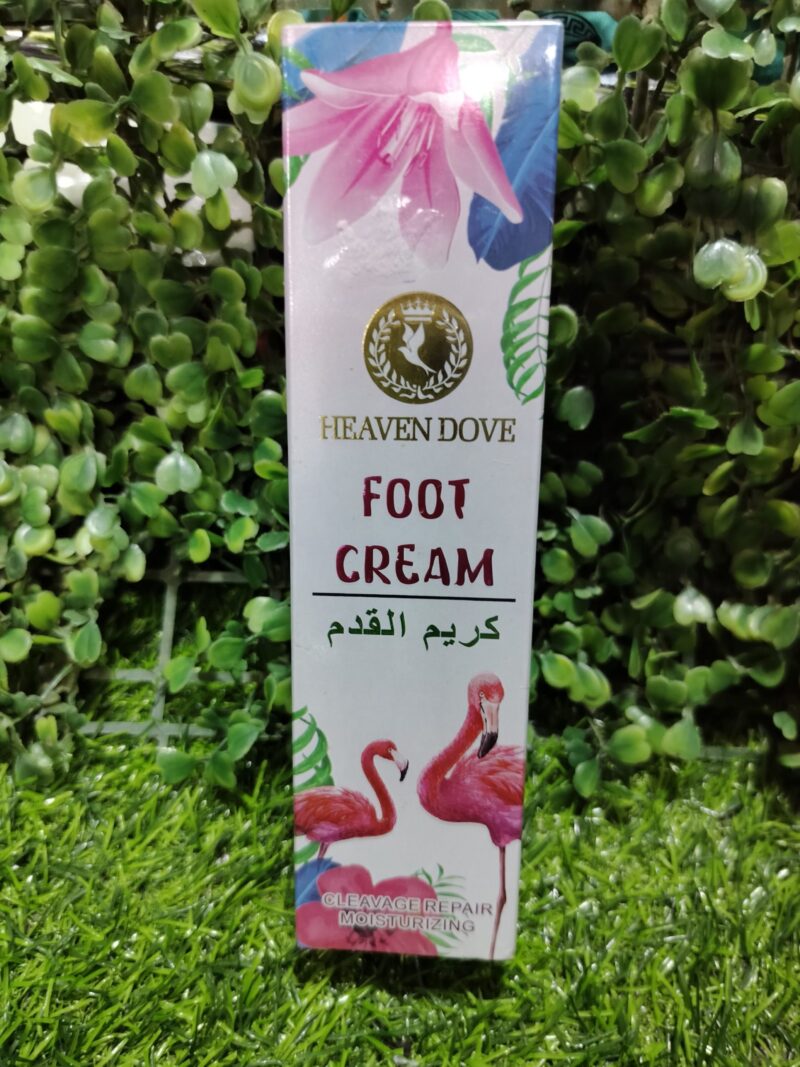 HEAVEN DOVE
FOOT
CREAM
كريم القدم
CLEAVAGE REPAIR
MOISTURIZING